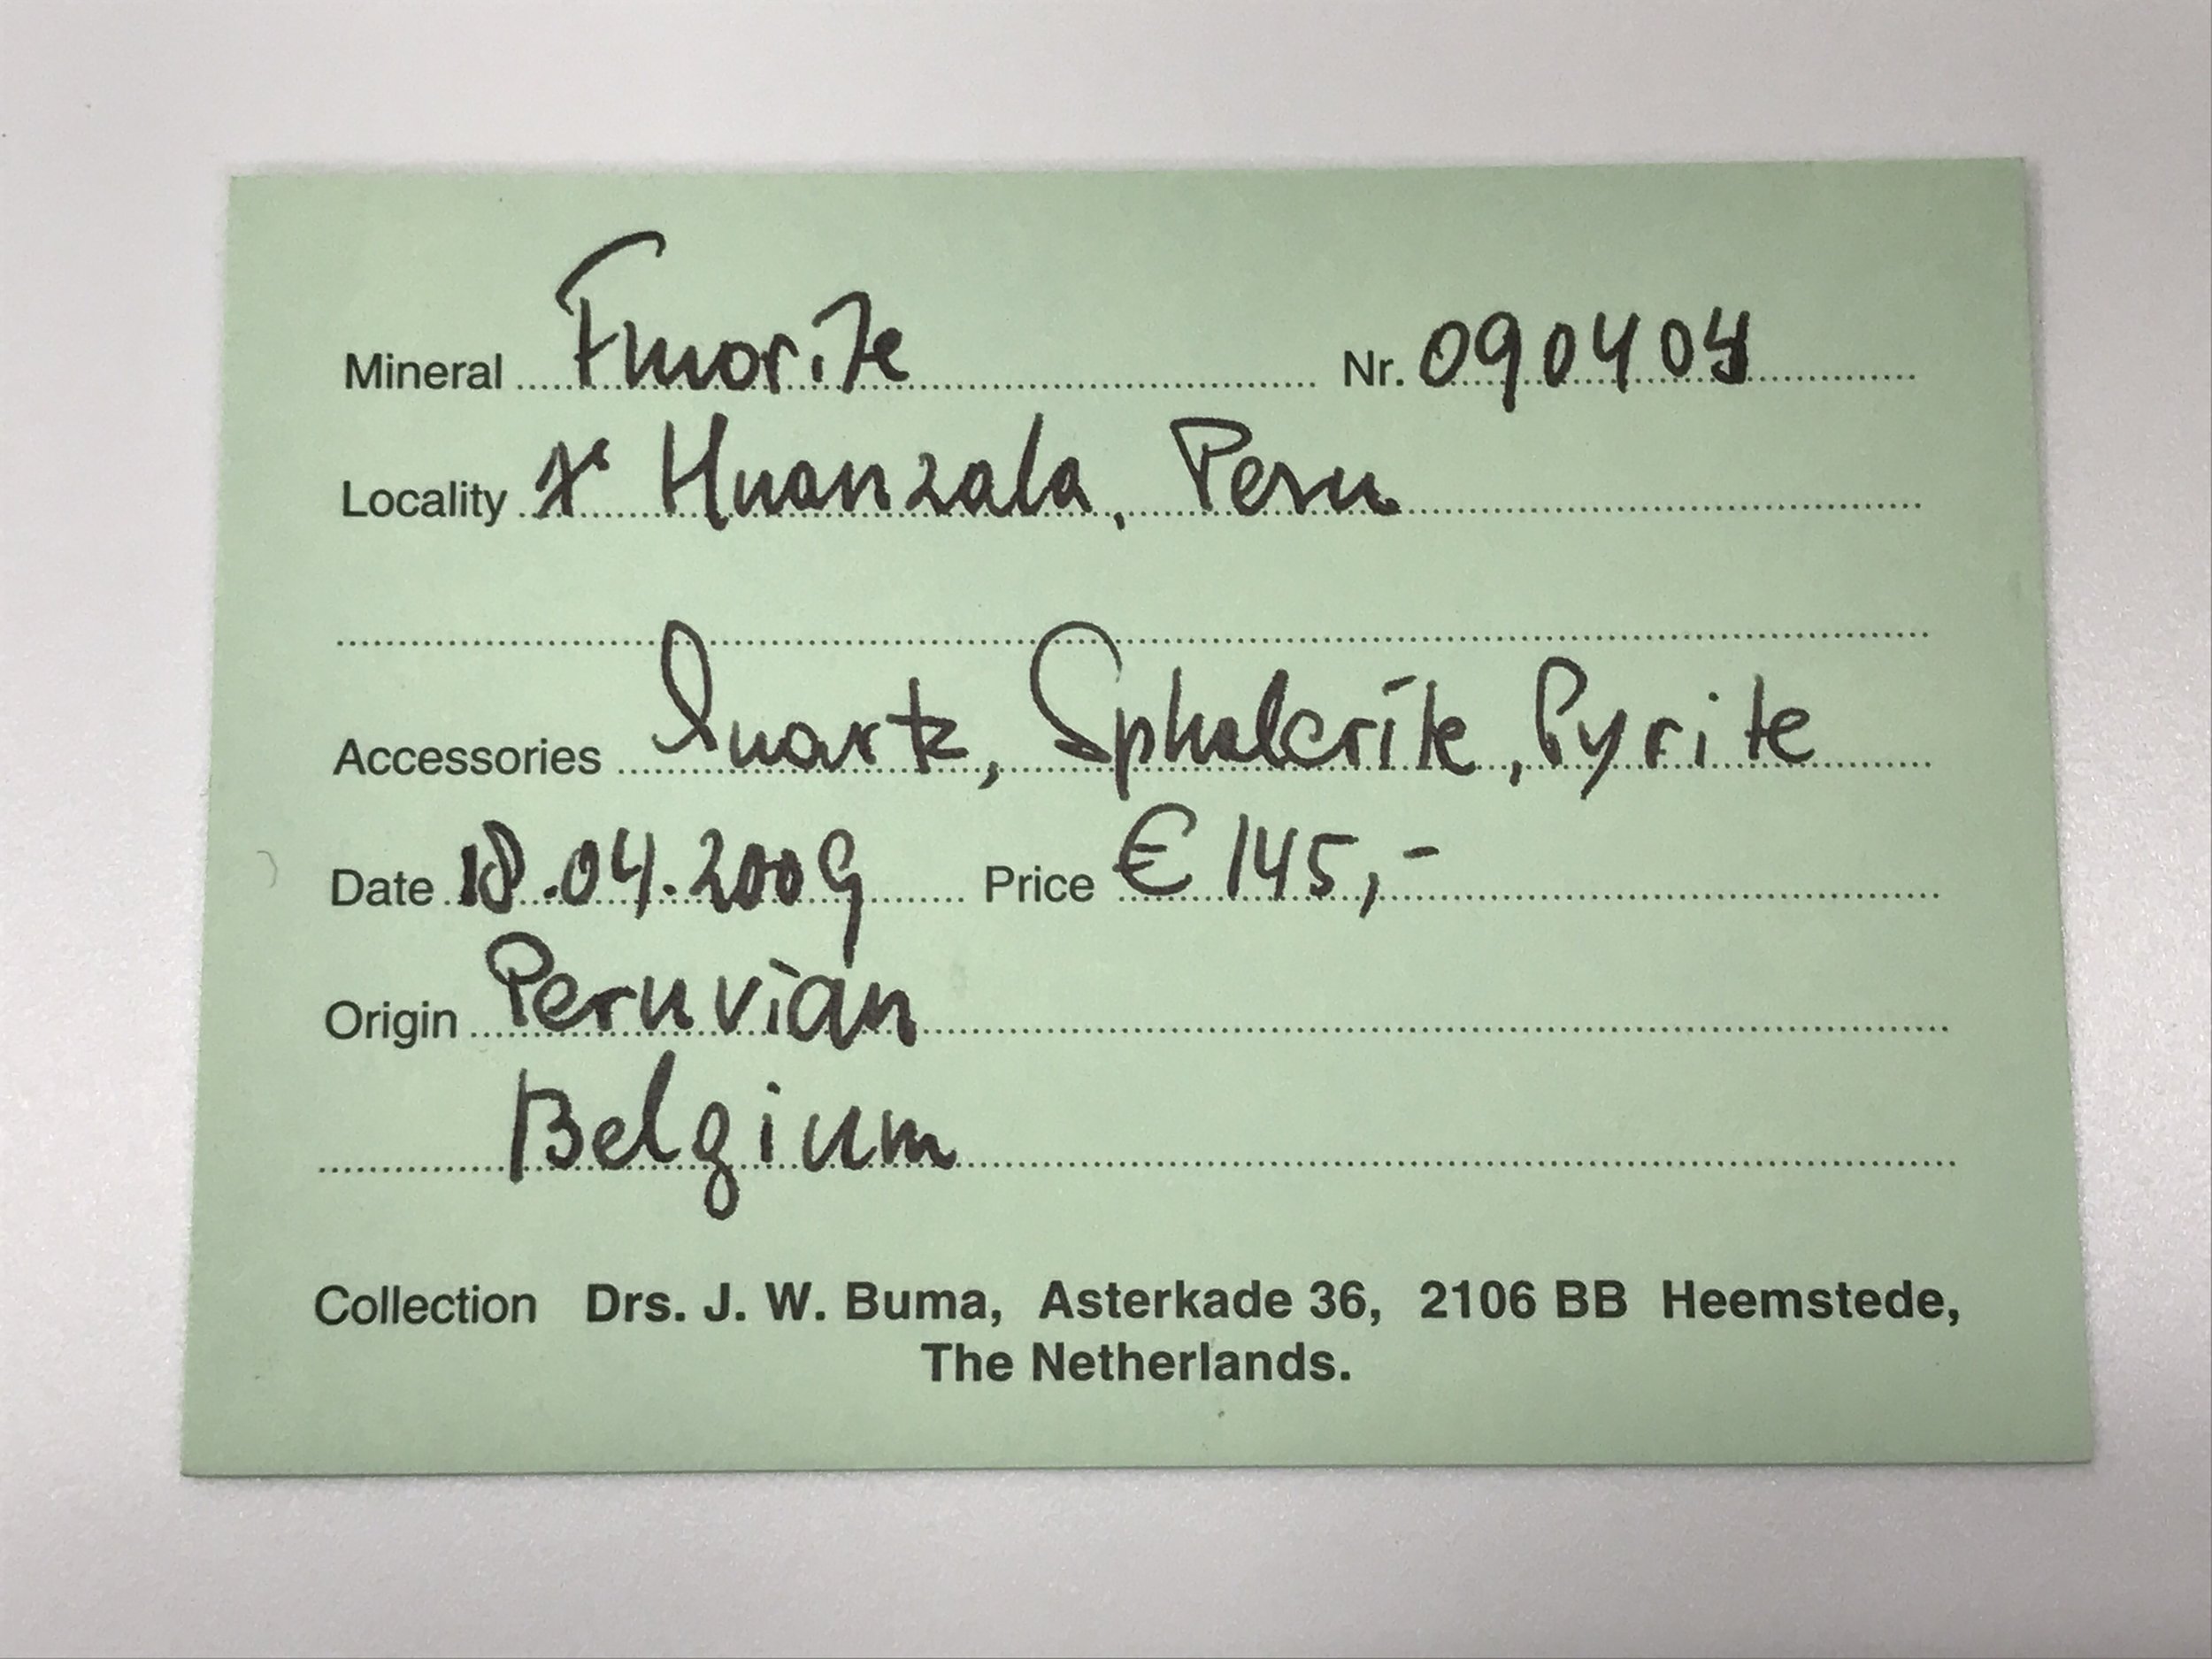 Mineral Fluorite Nr. 090404
Locality Huanzala, Peru
Accessories Quartz, Sphalerite, Pyrite
Date 18.04.2009 Price € 145,-
Origin Peruvian
Belgium
Collection Drs. J. W. Buma, Asterkade 36, 2106 BB Heemstede,
The Netherlands.